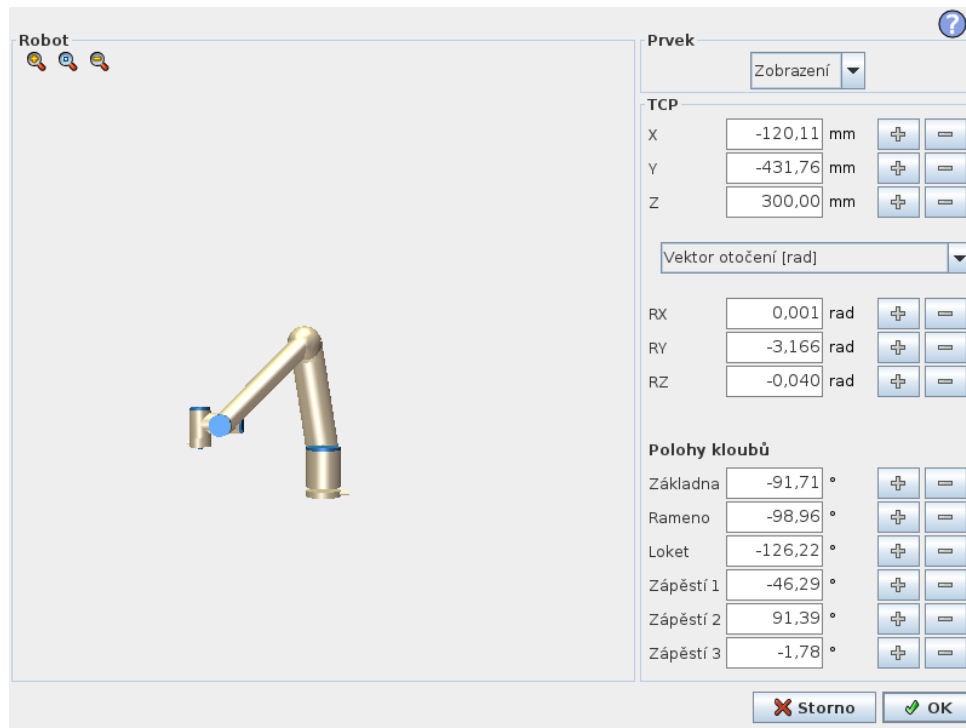 Robot
Prvek
?
Zobrazení
TCP
X -120,11 mm
Y -431,76 mm
Z 300,00 mm
Vektor otočení [rad]
RX 0,001 rad
RY -3,166 rad
RZ -0,040 rad
Polohy kloubů
Základna -91,71 °
Rameno -98,96 °
Loket -126,22 °
Zápěstí 1 -46,29 °
Zápěstí 2 91,39 °
Zápěstí 3 -1,78 °
Storno
OK